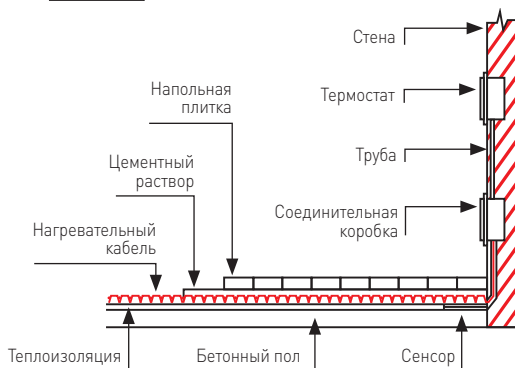 Стена
Термостат
Напольная
плитка
Труба
Цементный
раствор
Соединительная
коробка
Нагревательный
кабель
Теплоизоляция
Бетонный пол
Сенсор